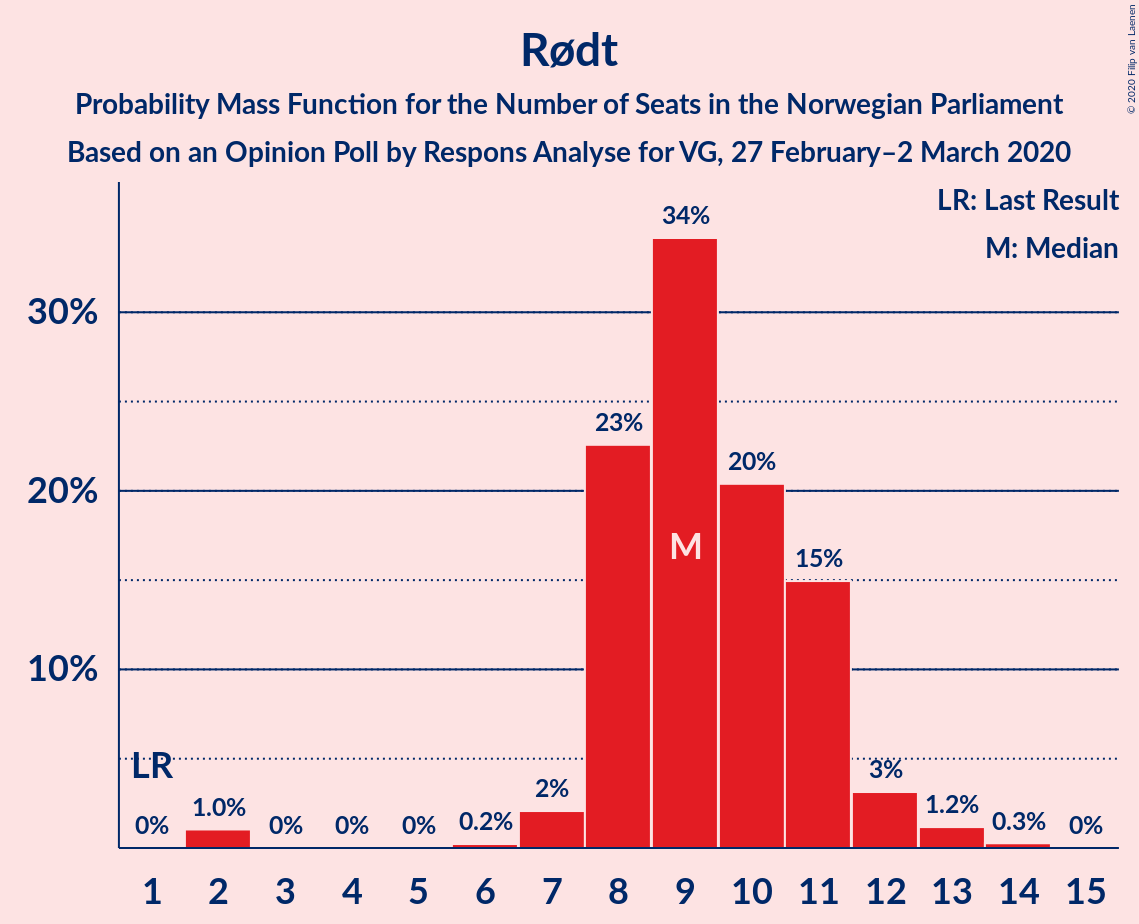 Rødt
Probability Mass Function for the Number of Seats in the Norwegian Parliament
Based on an Opinion Poll by Respons Analyse for VG, 27 February–2 March 2020
© 2020 Filip van Laenen
LR: Last Result
M: Median
34%
30%
23%
20%
20%
M
15%
10%
LR
3%
2%
1.0%
1.2%
0%
0%
0%
0%
0.2%
0.3%
0%
1 2 3 4 5 6 7 8 9 10 11 12 13 14 15